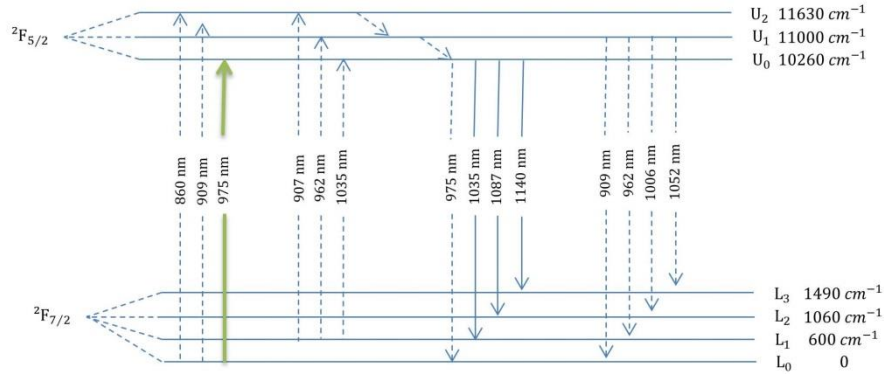 U₂ 11630 cm⁻¹
²F₅/₂
U₁ 11000 cm⁻¹
U₀ 10260 cm⁻¹
860 nm
909 nm
975 nm
907 nm
962 nm
1035 nm
975 nm
1035 nm
1087 nm
1140 nm
909 nm
962 nm
1006 nm
1052 nm
L₃ 1490 cm⁻¹
²F₇/₂
L₂ 1060 cm⁻¹
L₁ 600 cm⁻¹
L₀ 0